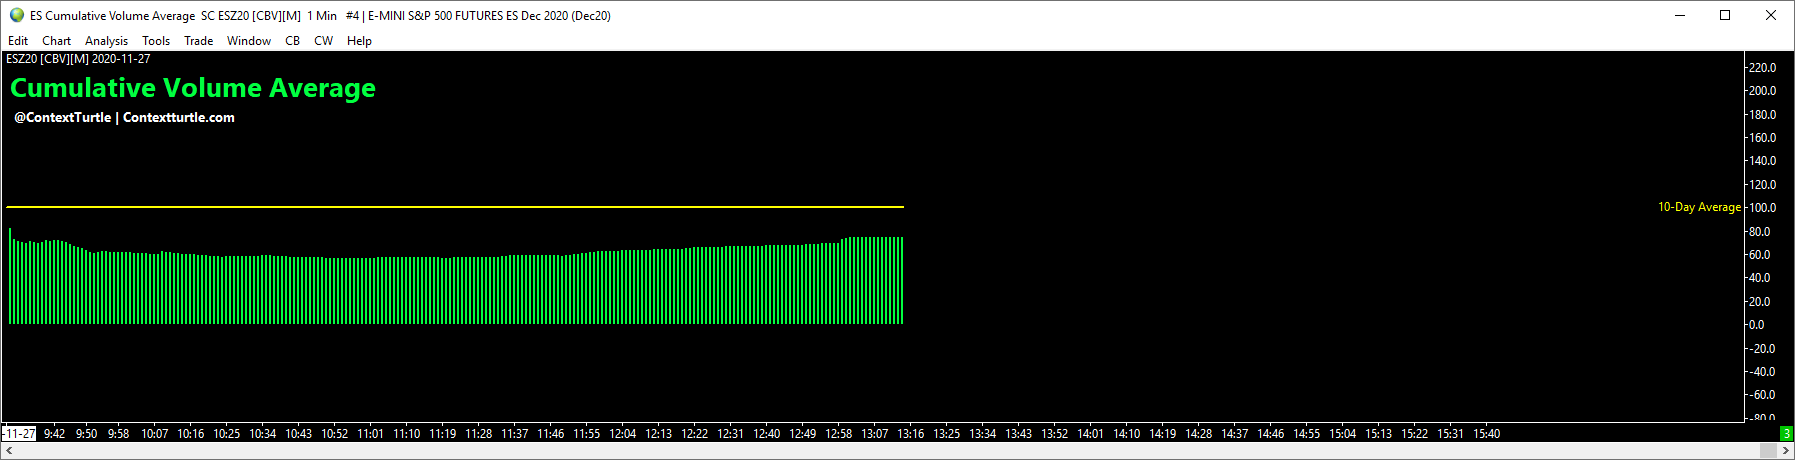 ES Cumulative Volume Average  SC ESZ20 [CBV][M]  1 Min   #4 | E-MINI S&P 500 FUTURES ES Dec 2020 (Dec20)
Edit Chart Analysis Tools Trade Window CB CW Help
ESZ20 [CBV][M] 2020-11-27
Cumulative Volume Average
@ContextTurtle | Contextturtle.com
220.0
200.0
180.0
160.0
140.0
120.0
10-Day Average 100.0
80.0
60.0
40.0
20.0
0.0
-20.0
-40.0
-60.0
-80.0
-11-27 9:42 9:50 9:58 10:07 10:16 10:25 10:34 10:43 10:52 11:01 11:10 11:19 11:28 11:37 11:46 11:55 12:04 12:13 12:22 12:31 12:40 12:49 12:58 13:07 13:16 13:25 13:34 13:43 13:52 14:01 14:10 14:19 14:28 14:37 14:46 14:55 15:04 15:13 15:22 15:31 15:40 3